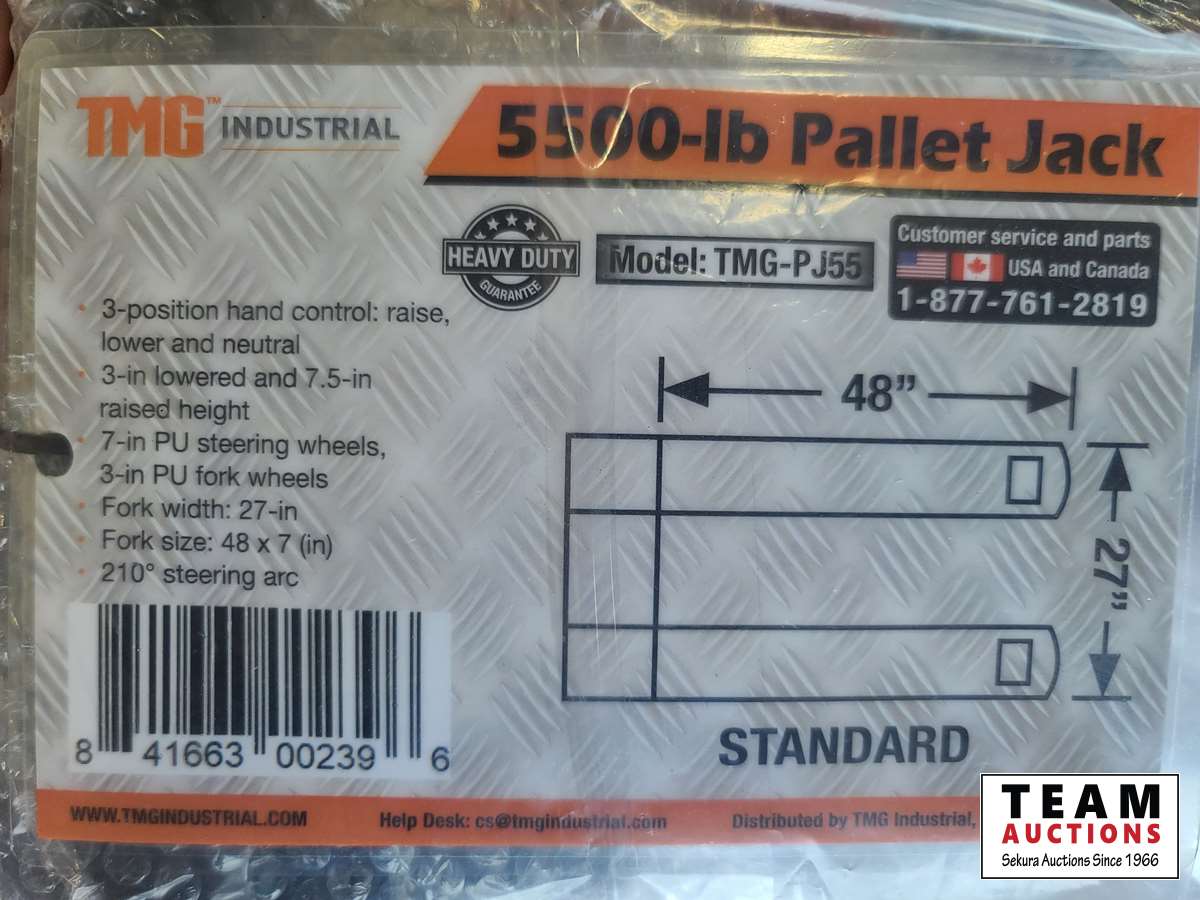 TMG™ INDUSTRIAL
5500-lb Pallet Jack
HEAVY DUTY
GUARANTEE
Model: TMG-PJ55
Customer service and parts
USA and Canada
1-877-761-2819
• 3-position hand control: raise,
lower and neutral
• 3-in lowered and 7.5-in
raised height
• 7-in PU steering wheels,
3-in PU fork wheels
• Fork width: 27-in
• Fork size: 48 x 7 (in)
• 210° steering arc
48”
27”
STANDARD
8 41663 00239 6
WWW.TMGINDUSTRIAL.COM
Help Desk: cs@tmgindustrial.com
Distributed by TMG Industrial,
TEAM
AUCTIONS
Sekura Auctions Since 1966